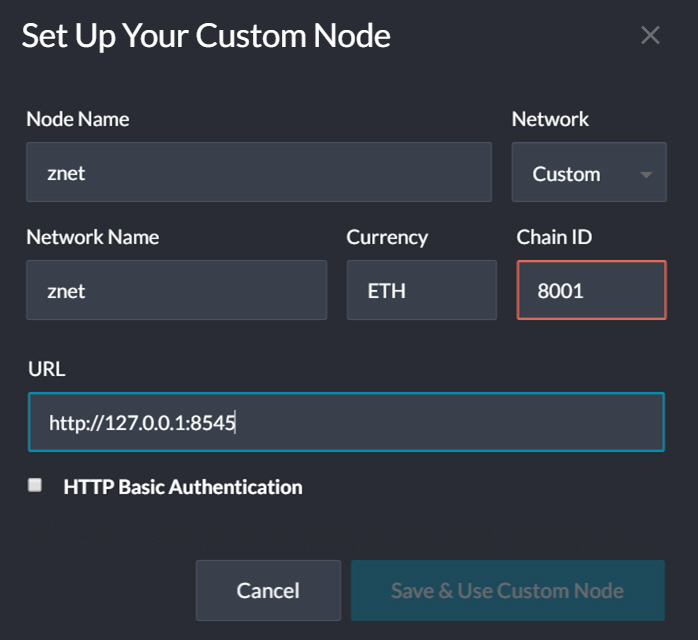 Set Up Your Custom Node
Node Name Network
znet Custom
Network Name Currency Chain ID
znet ETH 8001
URL
http://127.0.0.1:8545
HTTP Basic Authentication
Cancel Save & Use Custom Node